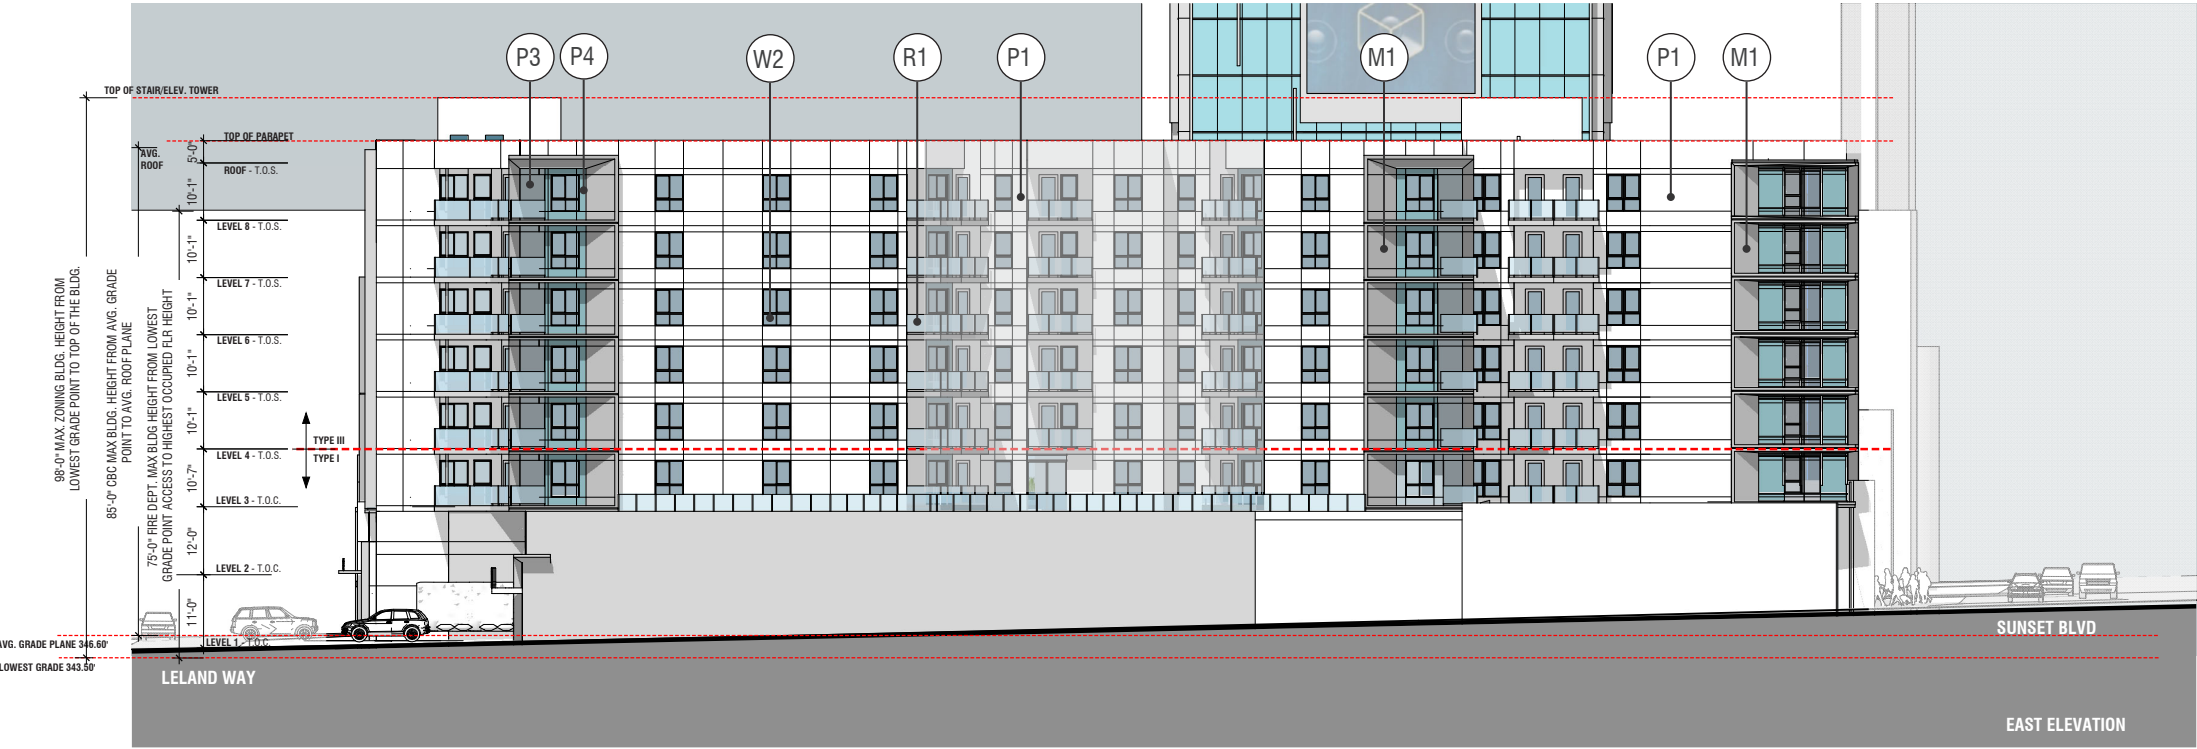 P3
P4
W2
R1
P1
M1
P1
M1
TOP OF STAIR/ELEV. TOWER
TOP OF PARAPET
AVG.
ROOF
5'-0"
ROOF - T.O.S.
10'-1"
LEVEL 8 - T.O.S.
10'-1"
LEVEL 7 - T.O.S.
10'-1"
LEVEL 6 - T.O.S.
10'-1"
LEVEL 5 - T.O.S.
10'-1"
TYPE III
LEVEL 4 - T.O.S.
TYPE I
10'-7"
LEVEL 3 - T.O.C.
12'-0"
LEVEL 2 - T.O.C.
11'-0"
LEVEL 1 - T.O.C.
98'-0" MAX. ZONING BLDG. HEIGHT FROM
LOWEST GRADE POINT TO TOP OF THE BLDG.
85'-0" CBC MAX BLDG. HEIGHT FROM AVG. GRADE
POINT TO AVG. ROOF PLANE
75'-0" FIRE DEPT. MAX BLDG HEIGHT FROM LOWEST
GRADE POINT ACCESS TO HIGHEST OCCUPIED FLR HEIGHT
AVG. GRADE PLANE 346.60'
LOWEST GRADE 343.50'
LELAND WAY
SUNSET BLVD
EAST ELEVATION